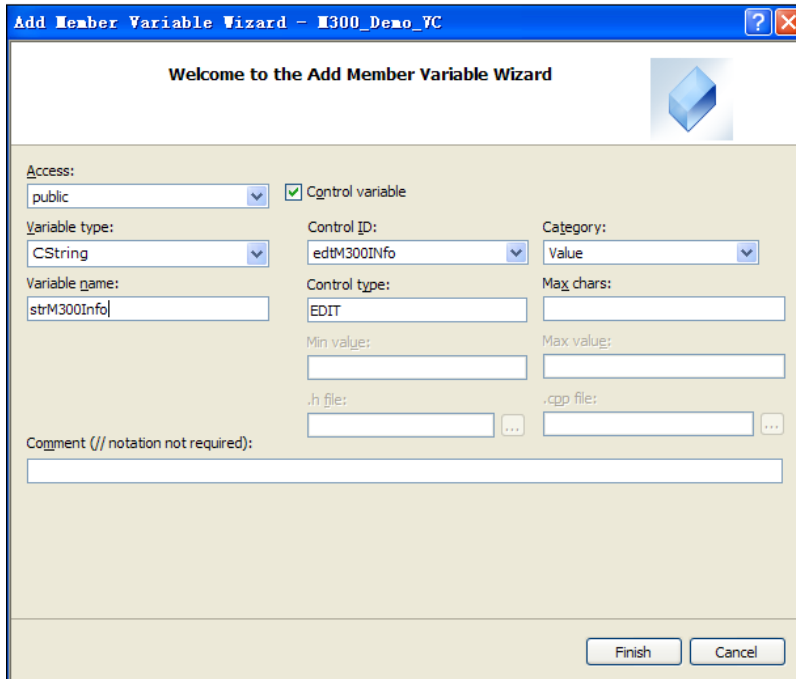 Add Member Variable Wizard - M300_Demo_VC
Welcome to the Add Member Variable Wizard
Access:
public
Control variable
Variable type:
Control ID:
Category:
CString
edtM300INfo
Value
Variable name:
Control type:
Max chars:
strM300Info
EDIT
Min value:
Max value:
.h file:
.cpp file:
...
...
Comment (// notation not required):
Finish
Cancel